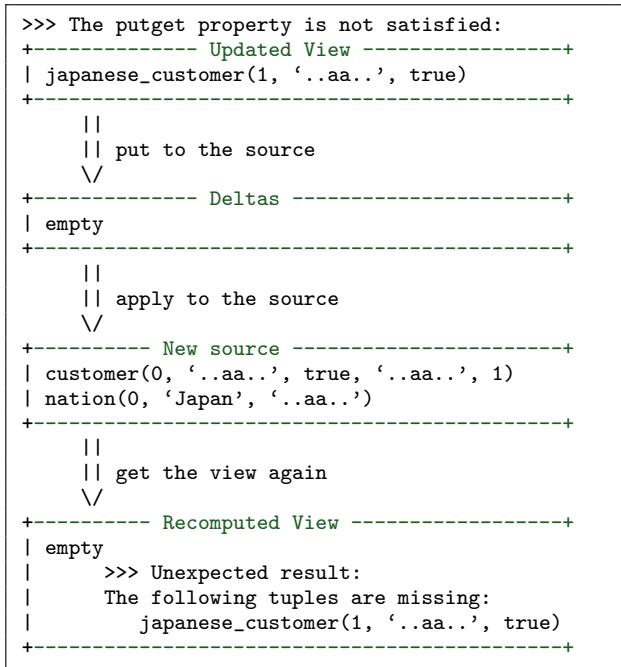 >>> The putget property is not satisfied:
+-------------- Updated View -----------------+
| japanese_customer(1, ‘..aa..’, true)
+---------------------------------------------+
     ||
     || put to the source
     \/
+-------------- Deltas -----------------------+
| empty
+---------------------------------------------+
     ||
     || apply to the source
     \/
+---------- New source -----------------------+
| customer(0, ‘..aa..’, true, ‘..aa..’, 1)
| nation(0, ‘Japan’, ‘..aa..’)
+---------------------------------------------+
     ||
     || get the view again
     \/
+---------- Recomputed View ------------------+
| empty
|      >>> Unexpected result:
|      The following tuples are missing:
|         japanese_customer(1, ‘..aa..’, true)
+---------------------------------------------+